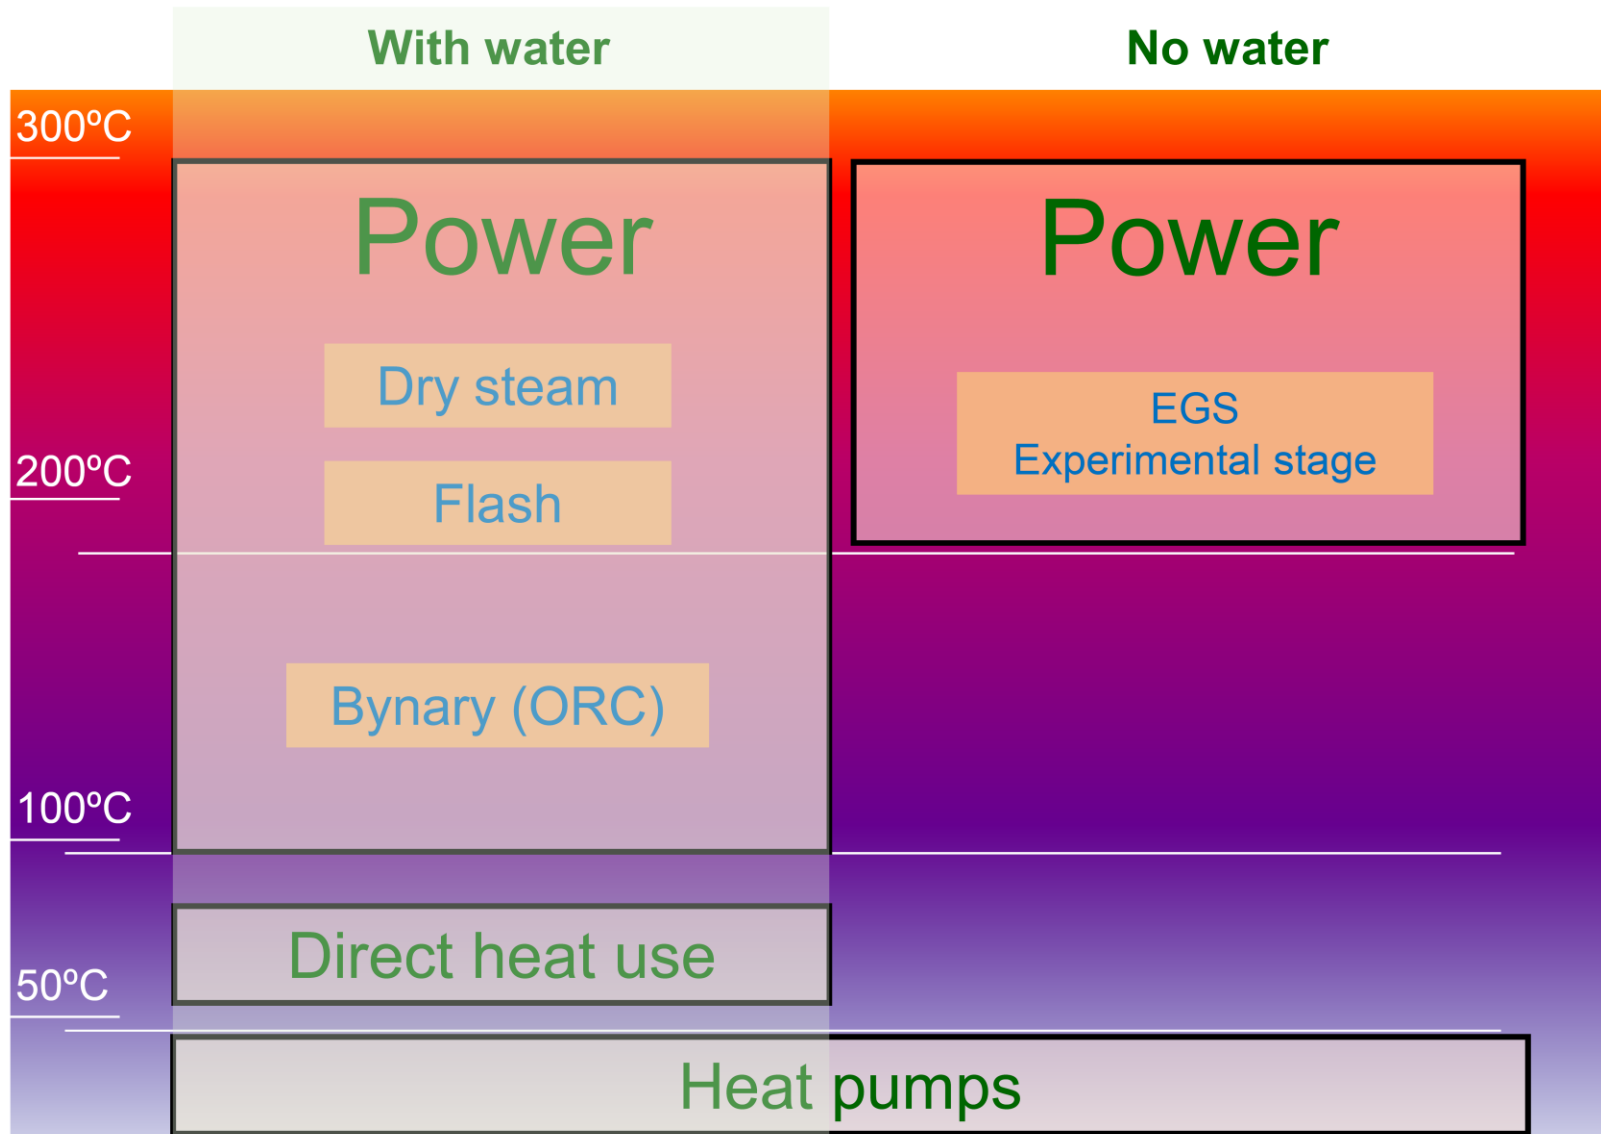 With water
No water
300ºC
Power
Power
Dry steam
EGS
Experimental stage
200ºC
Flash
Bynary (ORC)
100ºC
Direct heat use
50ºC
Heat pumps